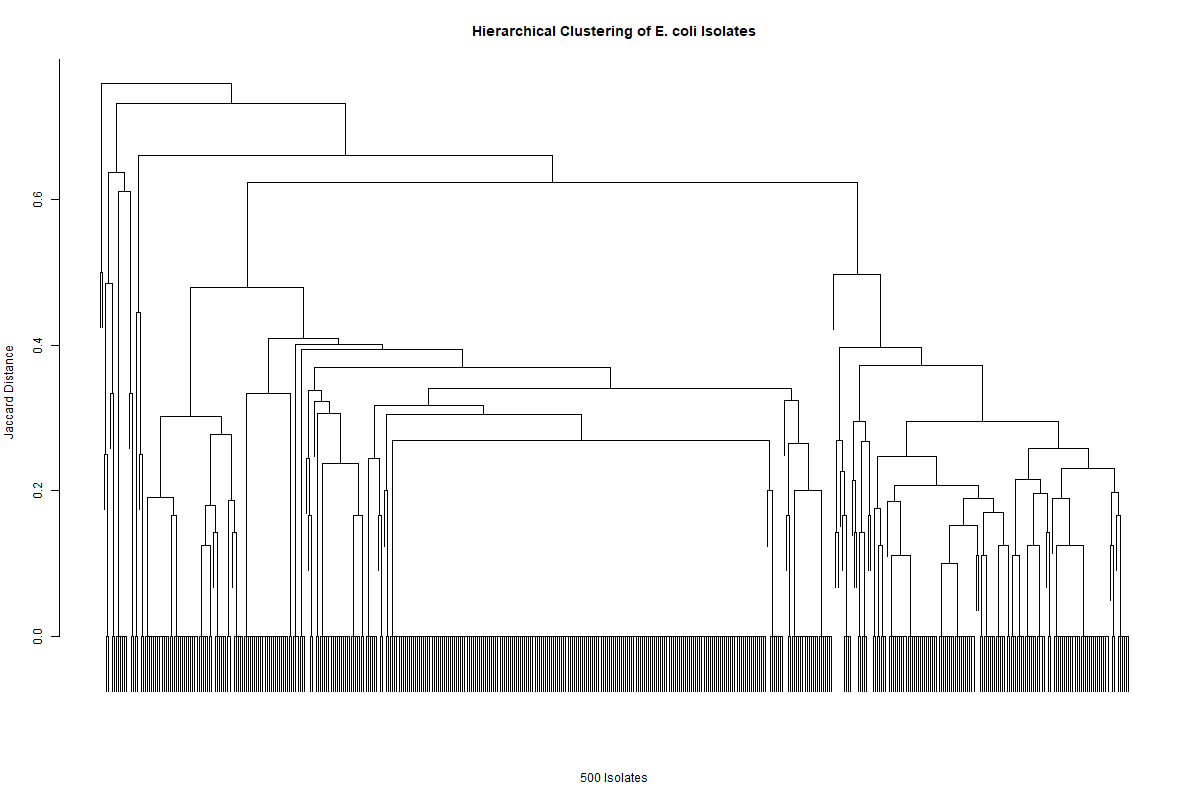 Hierarchical Clustering of E. coli Isolates
Jaccard Distance
0.6
0.4
0.2
0.0
500 Isolates